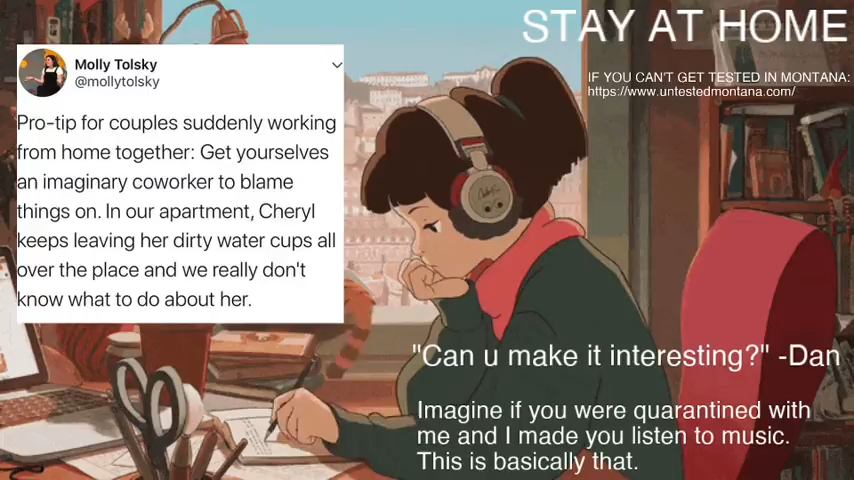 STAY AT HOME
IF YOU CAN'T GET TESTED IN MONTANA:
https://www.untestedmontana.com/
Molly Tolsky
@mollytolsky
Pro-tip for couples suddenly working
from home together: Get yourselves
an imaginary coworker to blame
things on. In our apartment, Cheryl
keeps leaving her dirty water cups all
over the place and we really don't
know what to do about her.
"Can u make it interesting?" -Dan
Imagine if you were quarantined with
me and I made you listen to music.
This is basically that.